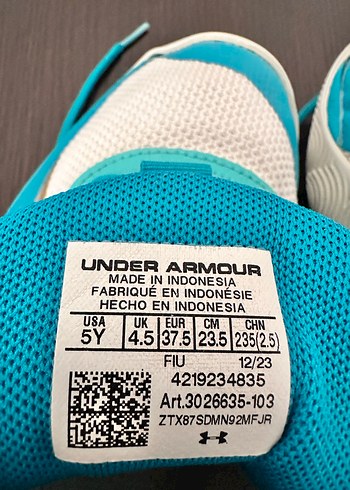 UNDER ARMOUR
MADE IN INDONESIA
FABRIQUÉ EN INDONÉSIE
HECHO EN INDONESIA
USA UK EUR CM CHN
5Y 4.5 37.5 23.5 235(2.5)
FIU 12/23
4219234835
Art.3026635-103
ZTX67SDMN92MFJR